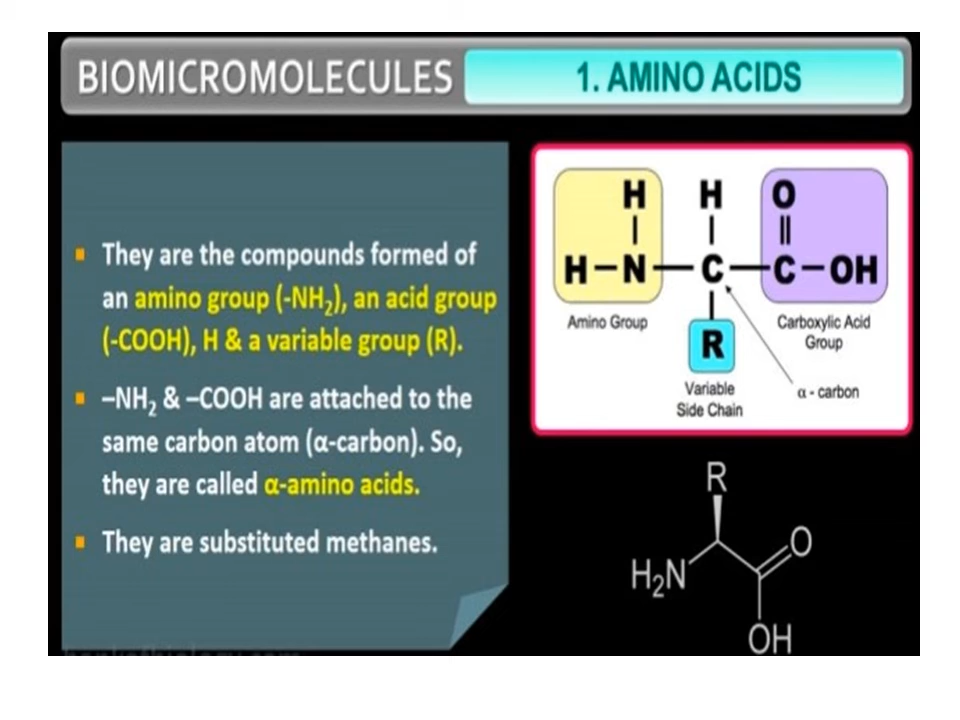 BIOMICROMOLECULES
1. AMINO ACIDS
▪ They are the compounds formed of
an amino group (-NH₂), an acid group
(-COOH), H & a variable group (R).
▪ –NH₂ & –COOH are attached to the
same carbon atom (α-carbon). So,
they are called α-amino acids.
▪ They are substituted methanes.
H H O
H–N–C–C–OH
Amino Group
Carboxylic Acid
Group
R
Variable
Side Chain
α - carbon
R
O
H₂N
OH